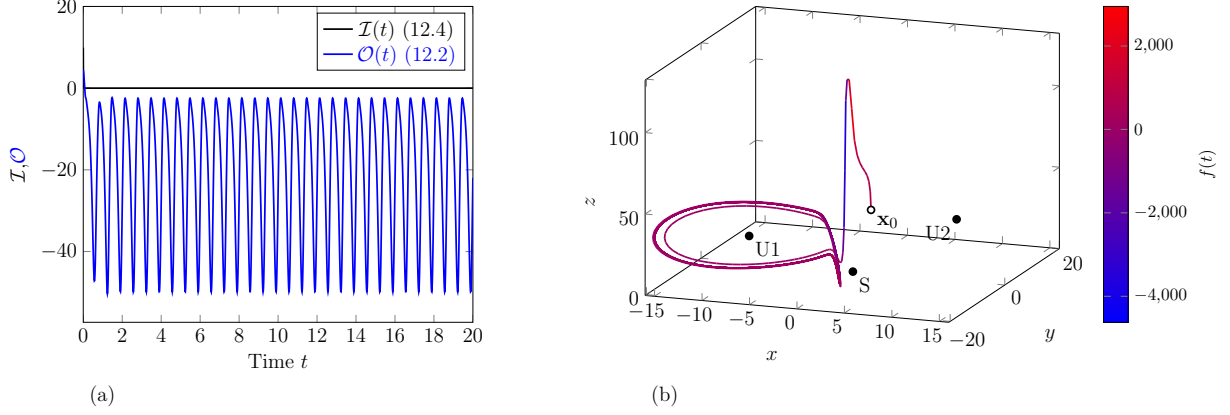 20
0
−20
−40
0 2 4 6 8 10 12 14 16 18 20
Time t
ℐ,𝒪
ℐ(t) (12.4)
𝒪(t) (12.2)
(a)
0
50
100
z
−15 −10 −5 0 5 10 15
x
−20 0 20
y
U1
S
x₀
U2
2,000
0
−2,000
−4,000
f(t)
(b)